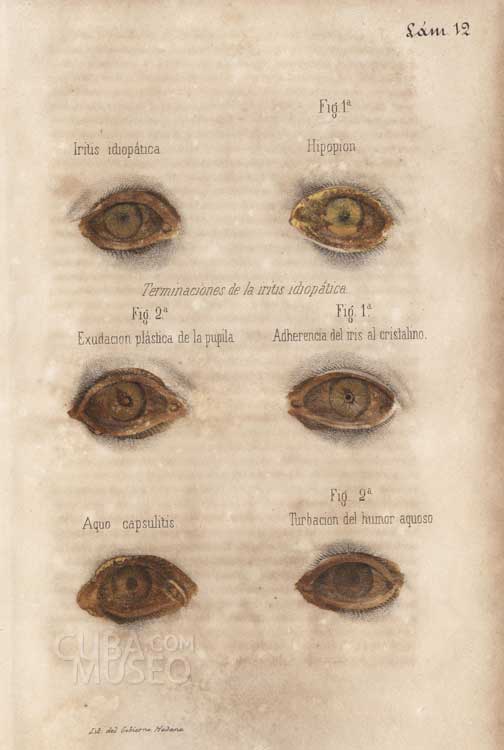 Lám 12
Fig. 1ª
Iritis idiopática
Hipopion
Terminaciones de la iritis idiopática.
Fig. 2ª
Exudacion plástica de la pupila
Fig. 1ª
Adherencia del iris al cristalino.
Aquo capsulitis
Fig. 2ª
Turbacion del humor aquoso
CUBA.COM
MUSEO
Lit. del Gobierno Habana